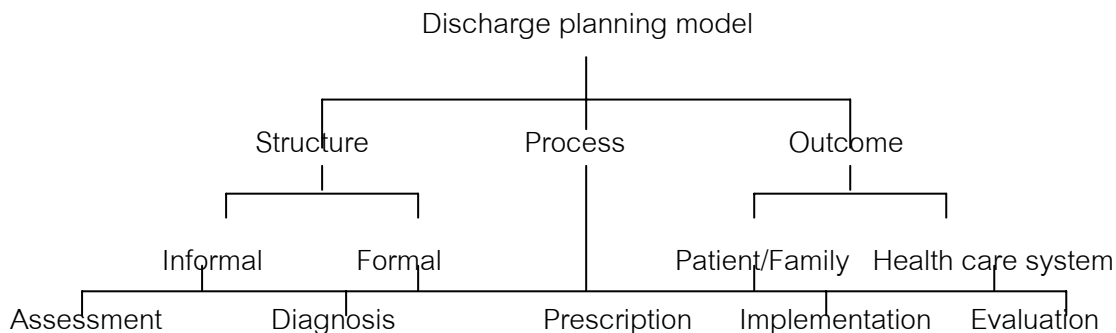 Discharge planning model
Structure Process Outcome
Informal Formal Patient/Family Health care system
Assessment Diagnosis Prescription Implementation Evaluation